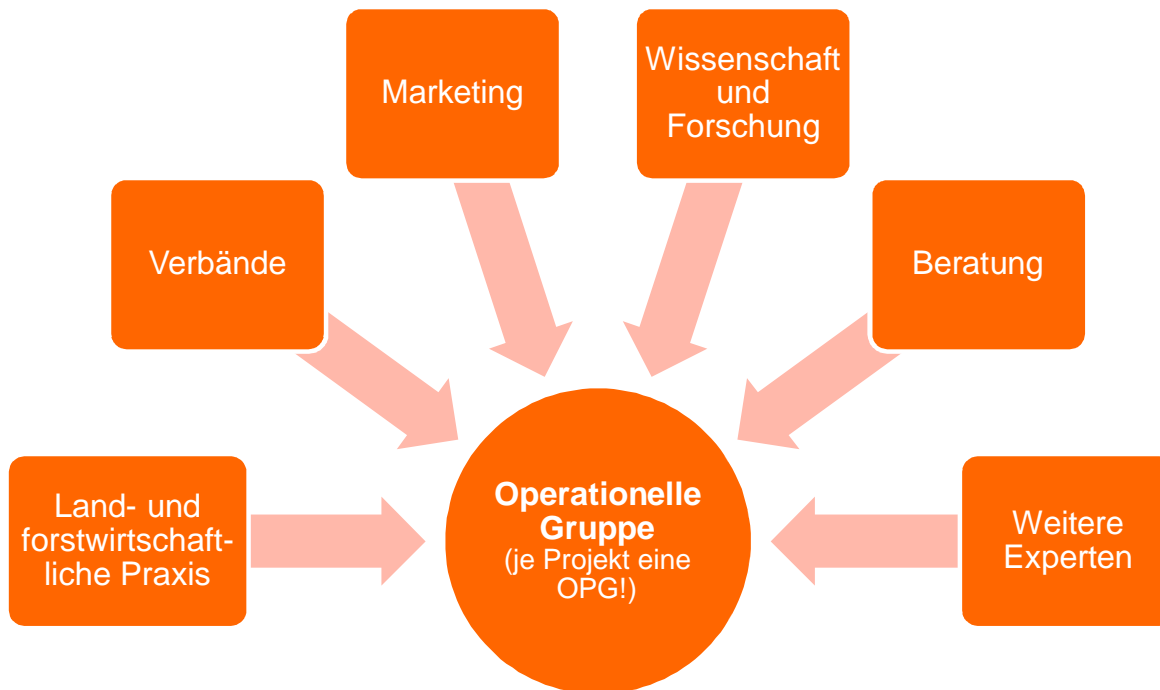 Marketing
Wissenschaft
und
Forschung
Verbände
Beratung
Land- und
forstwirtschaft-
liche Praxis
Operationelle
Gruppe
(je Projekt eine
OPG!)
Weitere
Experten